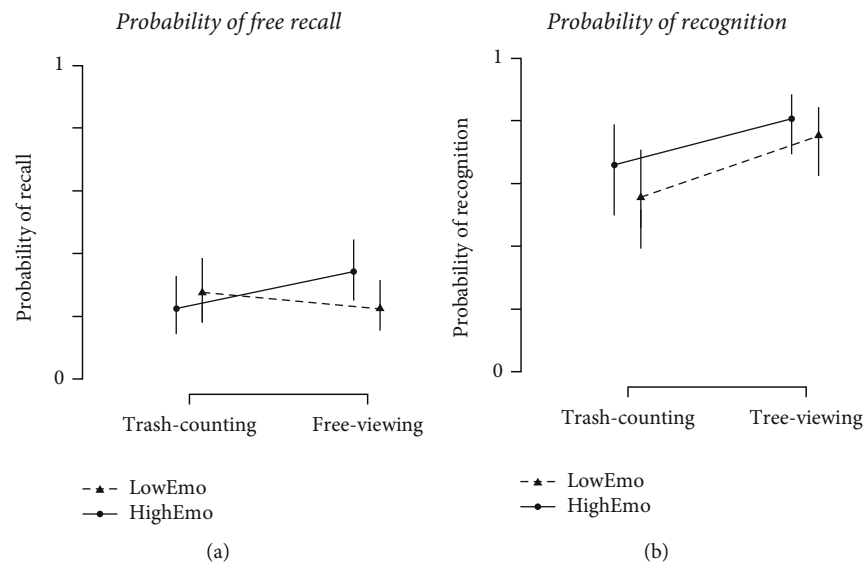 Probability of free recall
1
Probability of recall
0
Trash-counting Free-viewing
LowEmo
HighEmo
(a)
Probability of recognition
1
Probability of recognition
0
Trash-counting Tree-viewing
LowEmo
HighEmo
(b)